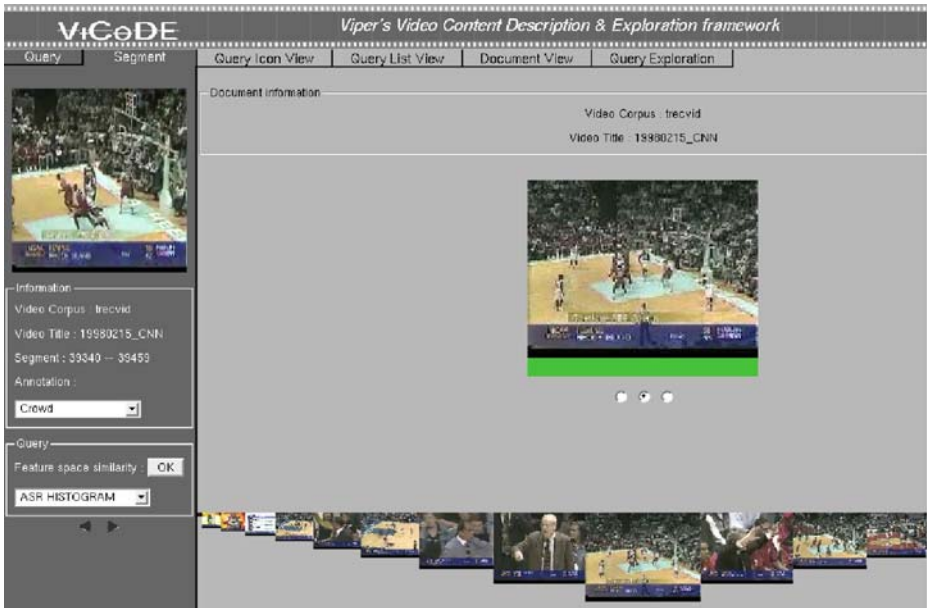 ViCoDE
Viper's Video Content Description & Exploration framework
Query
Segment
Query Icon View
Query List View
Document View
Query Exploration
Document information
Video Corpus : trecvid
Video Title : 19980215_CNN
Information
Video Corpus : trecvid
Video Title : 19980215_CNN
Segment : 39340 -- 39459
Annotation :
Crowd
Query
Feature space similarity :
OK
ASR HISTOGRAM